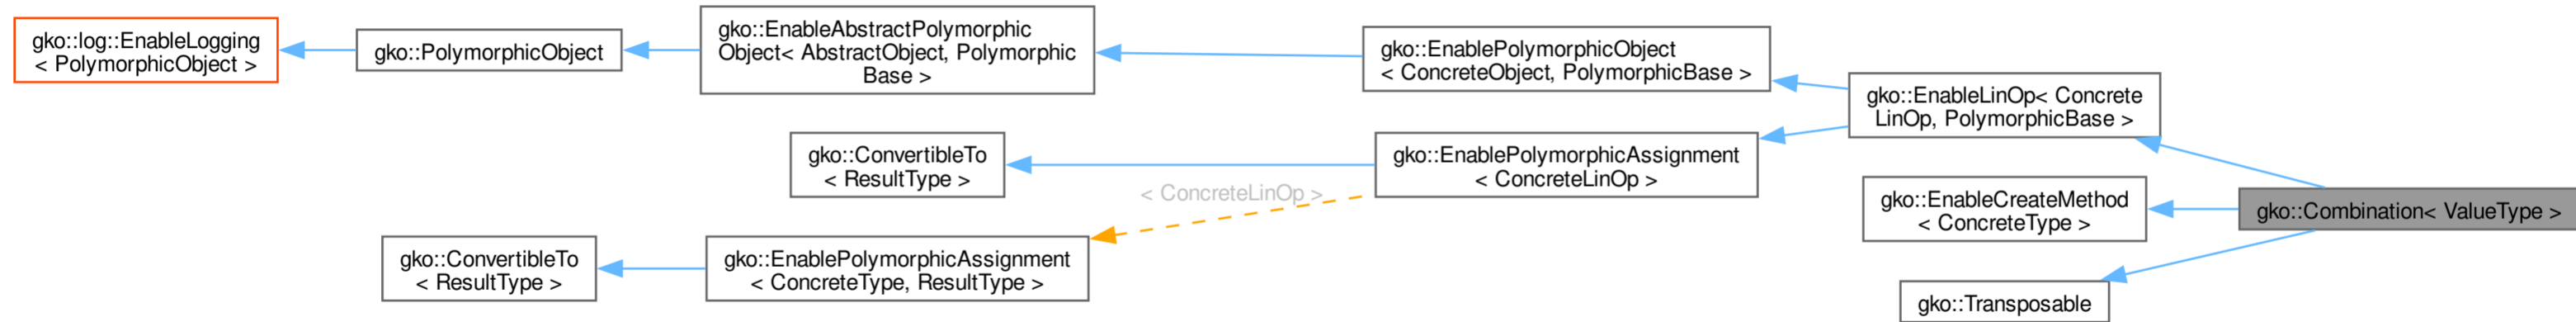 gko::log::EnableLogging
< PolymorphicObject >
gko::PolymorphicObject
gko::EnableAbstractPolymorphic
Object< AbstractObject, Polymorphic
Base >
gko::EnablePolymorphicObject
< ConcreteObject, PolymorphicBase >
gko::EnableLinOp< Concrete
LinOp, PolymorphicBase >
gko::ConvertibleTo
< ResultType >
gko::EnablePolymorphicAssignment
< ConcreteLinOp >
< ConcreteLinOp >
gko::EnableCreateMethod
< ConcreteType >
gko::Combination< ValueType >
gko::ConvertibleTo
< ResultType >
gko::EnablePolymorphicAssignment
< ConcreteType, ResultType >
gko::Transposable